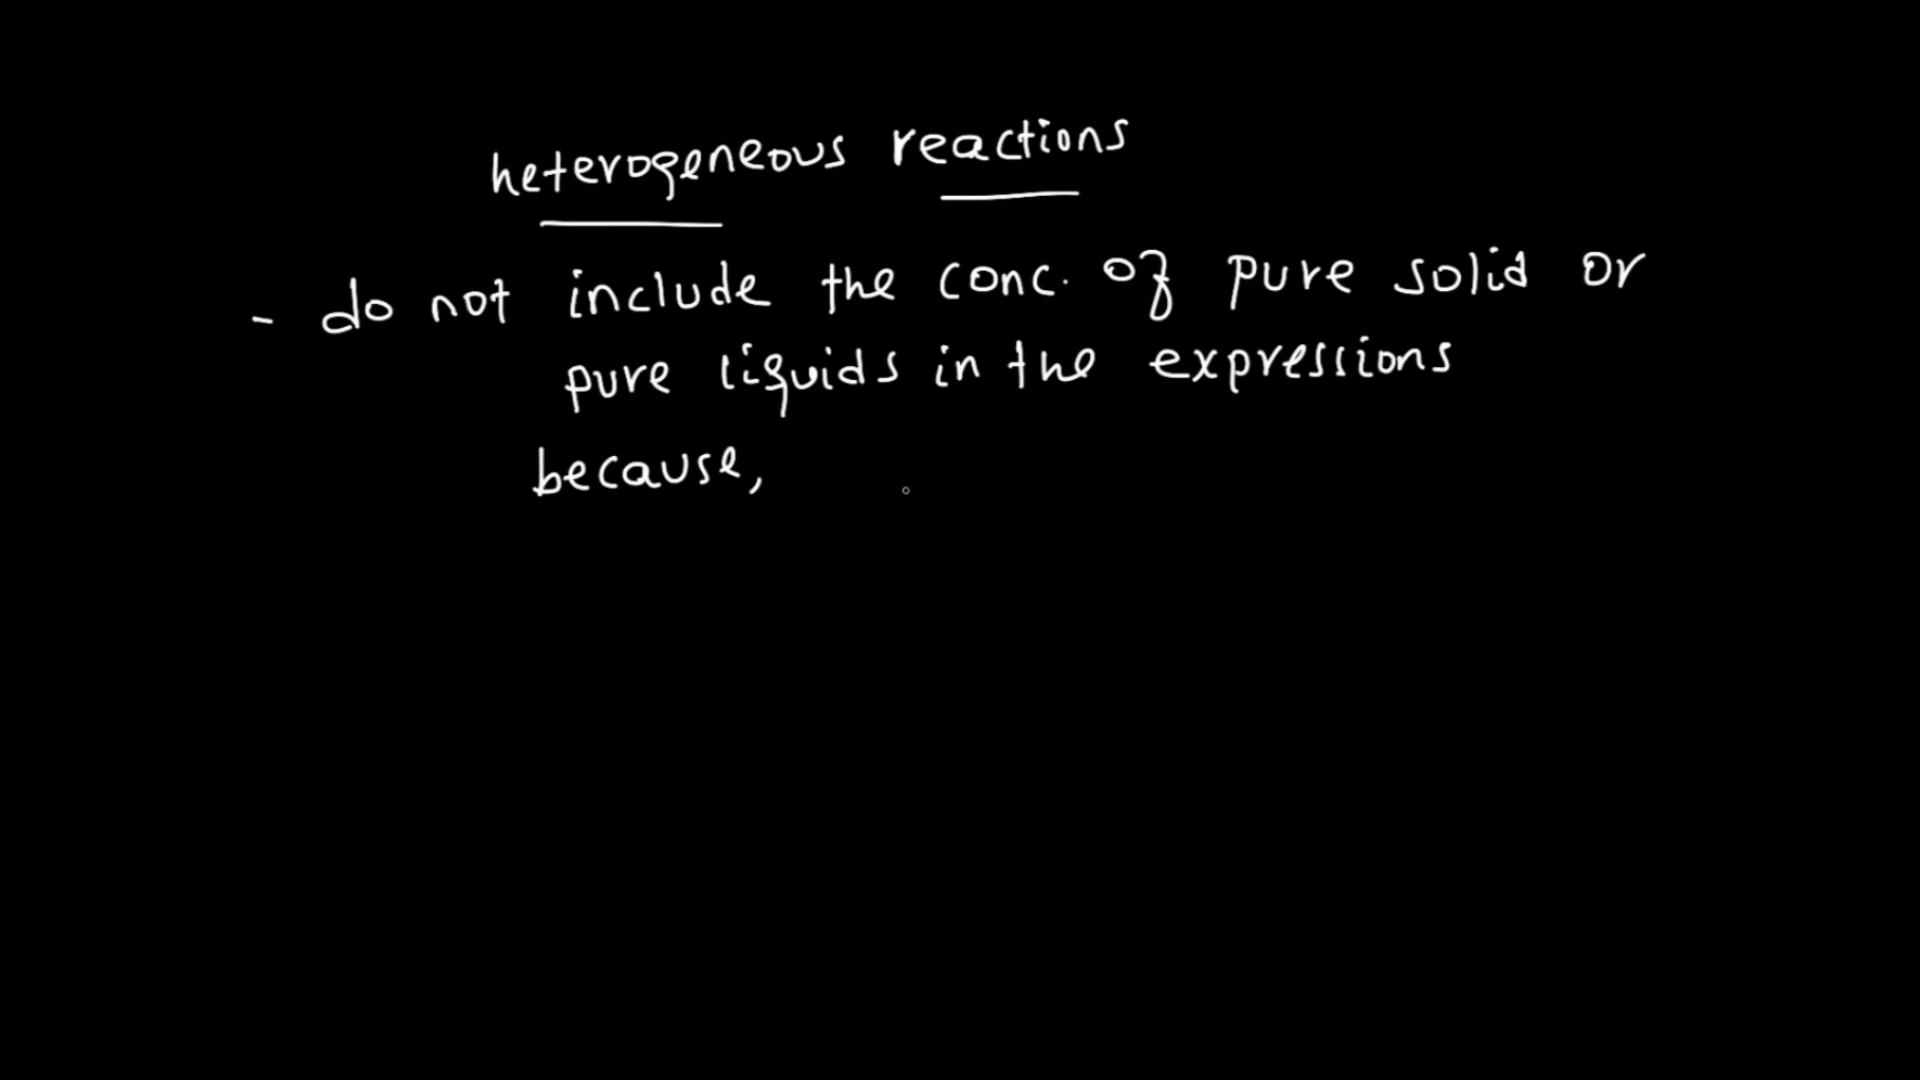 heterogeneous reactions
- do not include the conc. of pure solid or
pure liquids in the expressions
because,